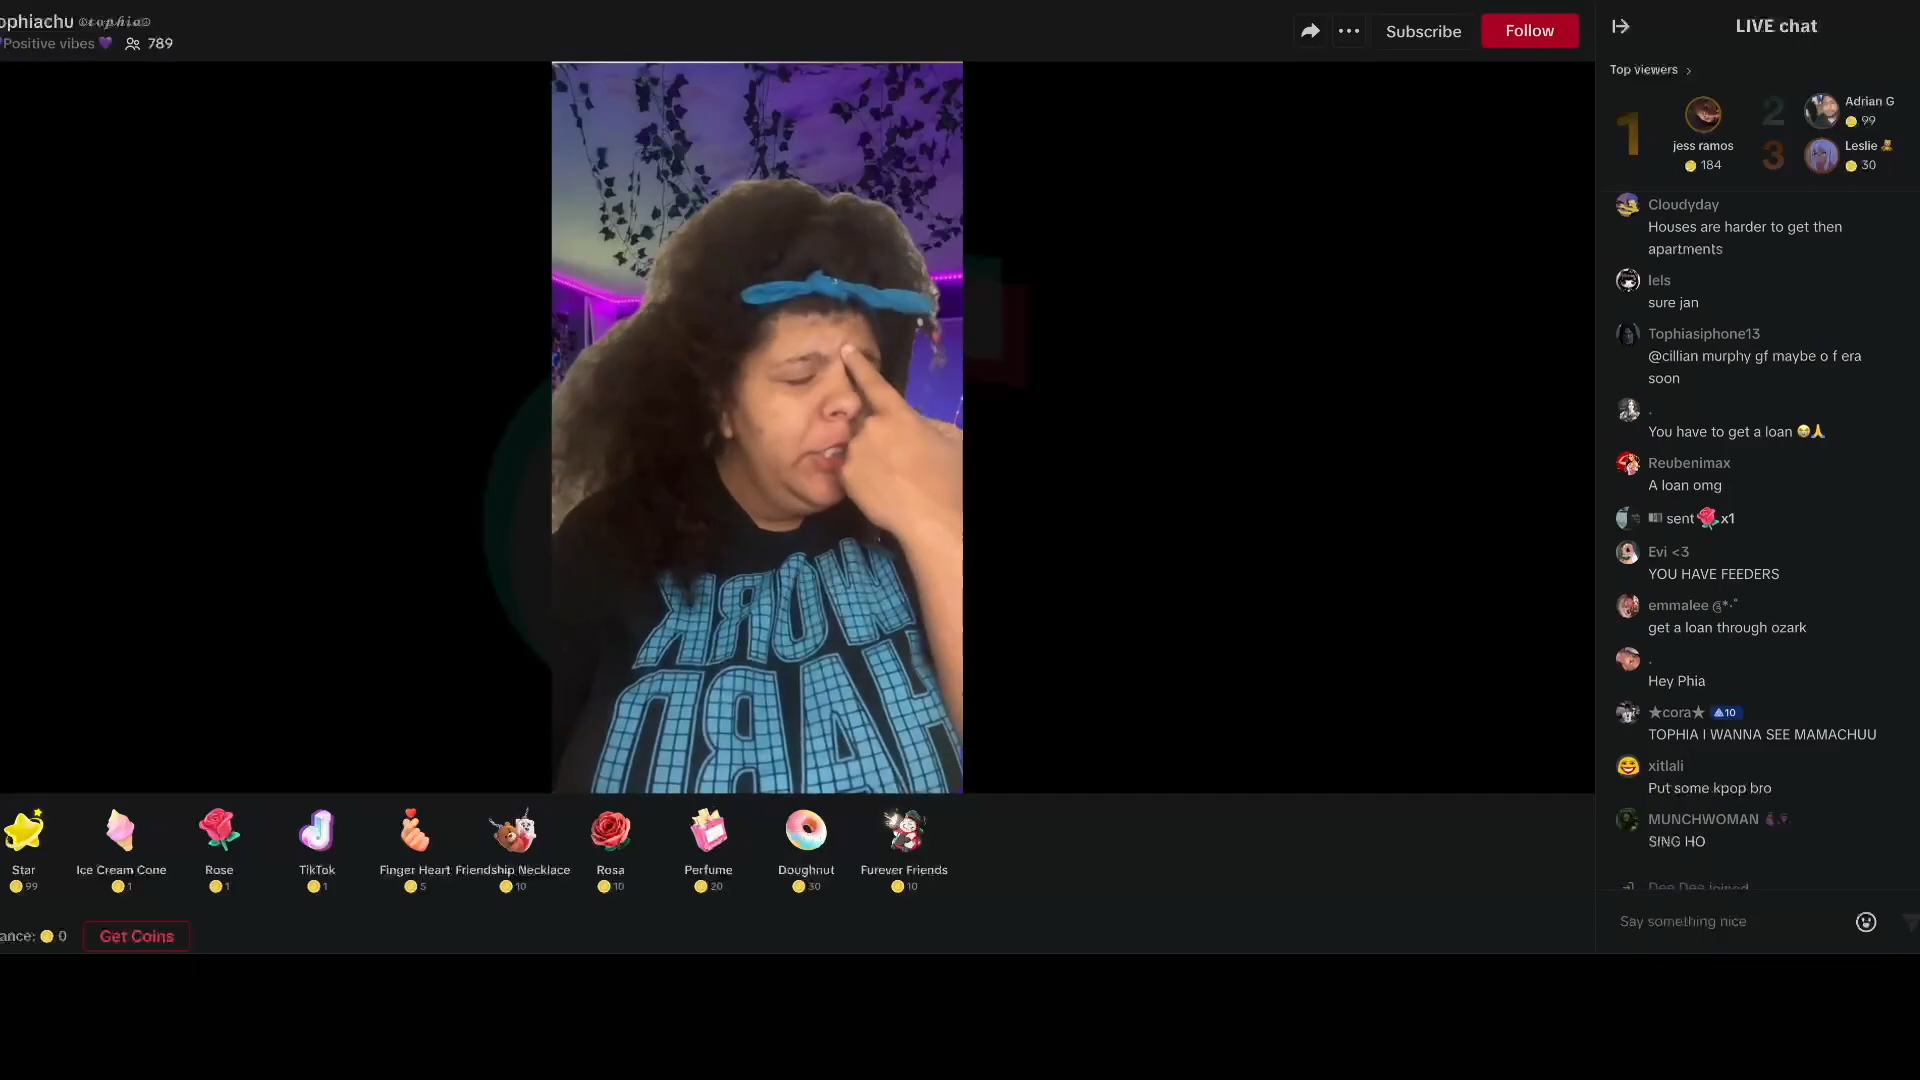 ophiachu @tophia
Positive vibes 💜 789
Subscribe
Follow
LIVE chat
Top viewers >
1
jess ramos
184
2
Adrian G
99
3
Leslie 🧸
30
Cloudyday
Houses are harder to get then
apartments
lels
sure jan
Tophiasiphone13
@cillian murphy gf maybe o f era
soon
.
You have to get a loan 😭🙏
Reubenimax
A loan omg
sent 🌹 x1
Evi <3
YOU HAVE FEEDERS
emmalee
get a loan through ozark
.
Hey Phia
★cora★ 10
TOPHIA I WANNA SEE MAMACHUU
xitlali
Put some kpop bro
MUNCHWOMAN
SING HO
Dee Dee joined
Say something nice
WORK
HARD
Star
99
Ice Cream Cone
1
Rose
1
TikTok
1
Finger Heart
5
Friendship Necklace
10
Rosa
10
Perfume
20
Doughnut
30
Furever Friends
10
ance: 0
Get Coins